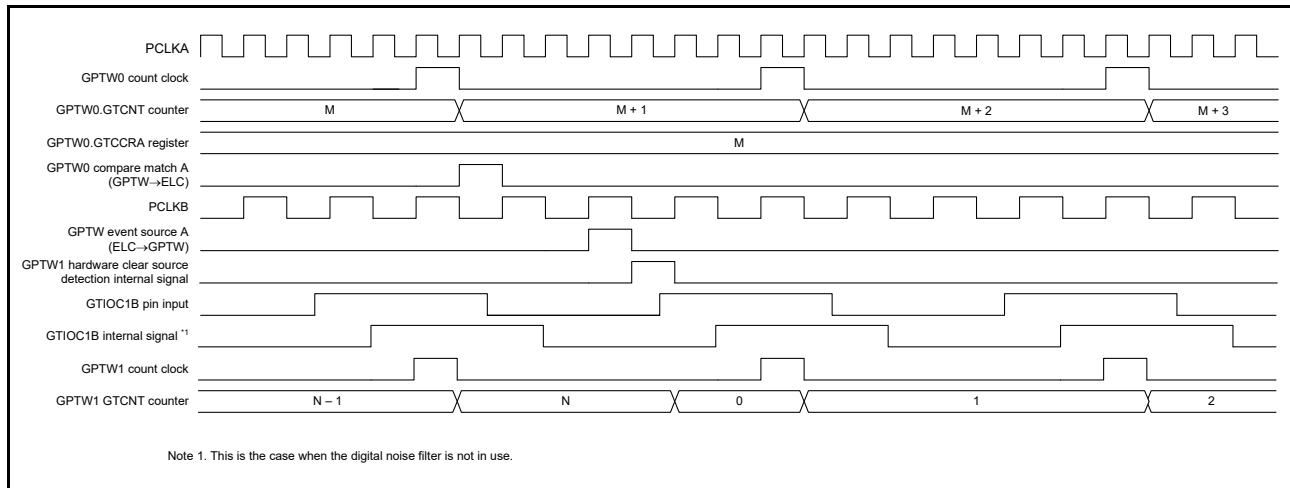 PCLKA
GPTW0 count clock
GPTW0.GTCNT counter
M
M + 1
M + 2
M + 3
GPTW0.GTCCRA register
M
GPTW0 compare match A
(GPTW→ELC)
PCLKB
GPTW event source A
(ELC→GPTW)
GPTW1 hardware clear source
detection internal signal
GTIOC1B pin input
GTIOC1B internal signal *1
GPTW1 count clock
GPTW1 GTCNT counter
N – 1
N
0
1
2
Note 1. This is the case when the digital noise filter is not in use.